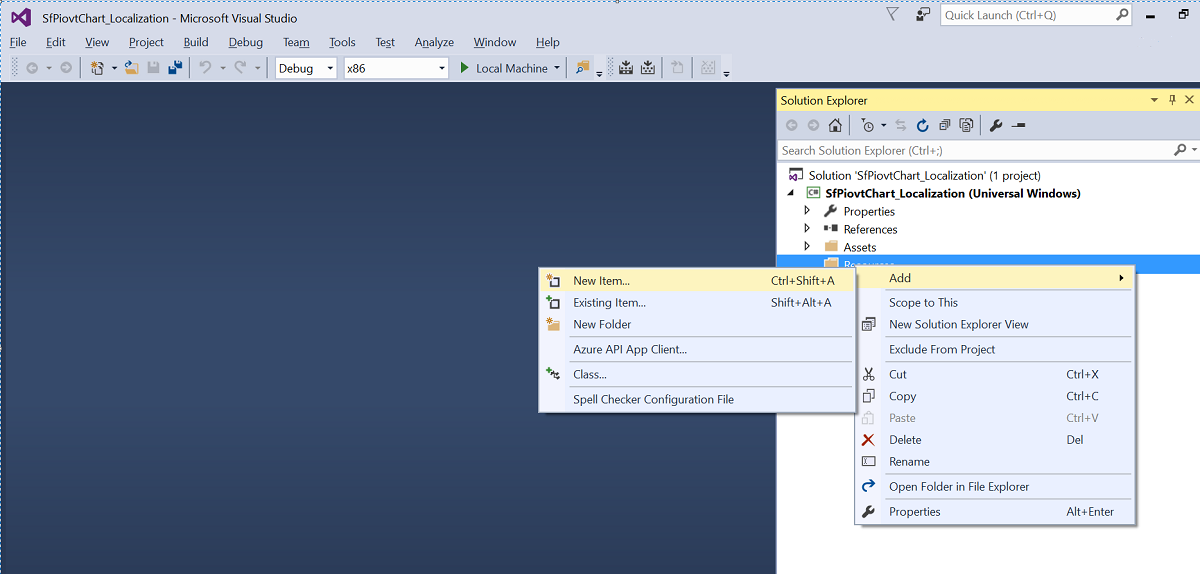 SfPiovtChart_Localization - Microsoft Visual Studio
Quick Launch (Ctrl+Q)
File Edit View Project Build Debug Team Tools Test Analyze Window Help
Debug x86 Local Machine
Solution Explorer
Search Solution Explorer (Ctrl+;)
Solution 'SfPiovtChart_Localization' (1 project)
C# SfPiovtChart_Localization (Universal Windows)
Properties
References
Assets
Resources
New Item... Ctrl+Shift+A
Existing Item... Shift+Alt+A
New Folder
Azure API App Client...
Class...
Spell Checker Configuration File
Add
Scope to This
New Solution Explorer View
Exclude From Project
Cut Ctrl+X
Copy Ctrl+C
Paste Ctrl+V
Delete Del
Rename
Open Folder in File Explorer
Properties Alt+Enter